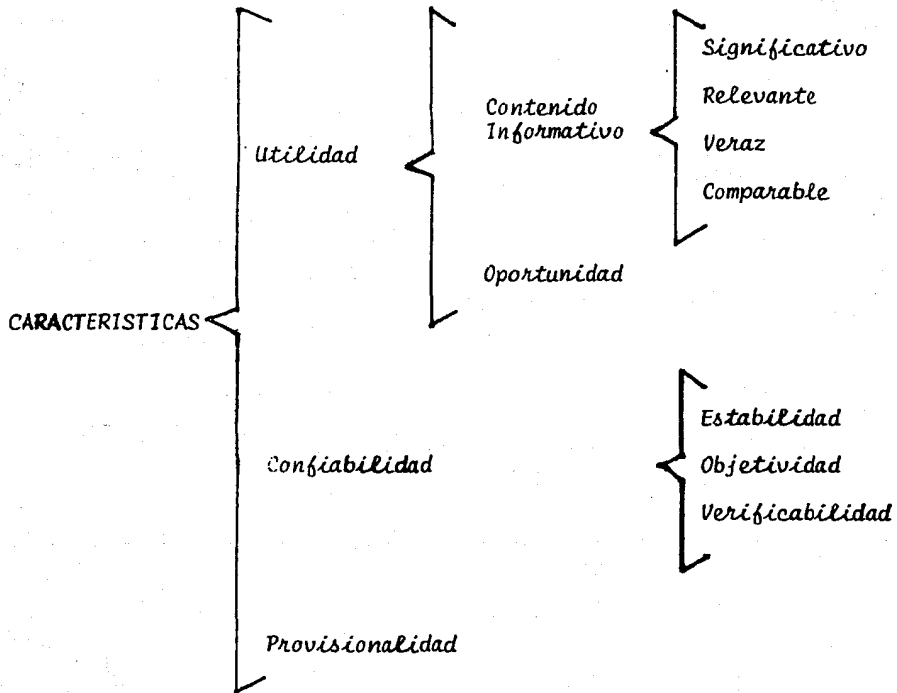 CARACTERISTICAS
Utilidad
Contenido
Informativo
Significativo
Relevante
Veraz
Comparable
Oportunidad
Confiabilidad
Estabilidad
Objetividad
Verificabilidad
Provisionalidad